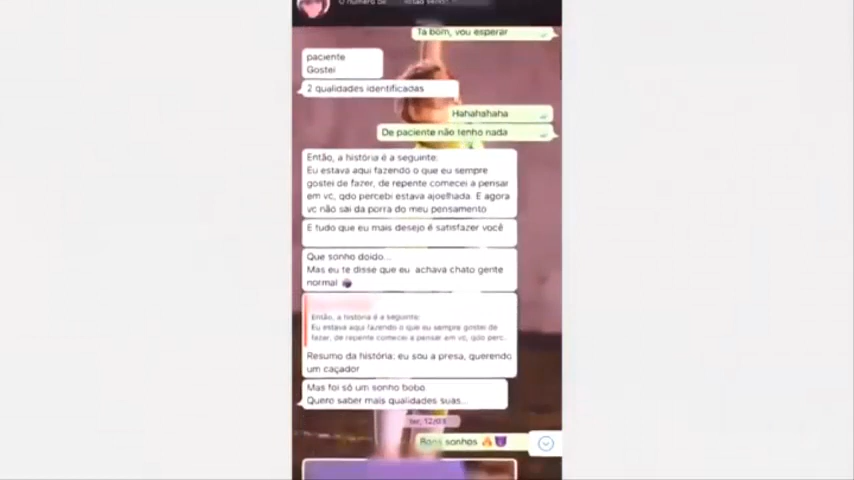 O número de
Ta bom, vou esperar
paciente
Gostei
2 qualidades identificadas
Hahahahaha
De paciente não tenho nada
Então, a história é a seguinte:
Eu estava aqui fazendo o que eu sempre
gostei de fazer, de repente comecei a pensar
em vc, qdo percebi estava ajoelhada. E agora
vc não sai da porra do meu pensamento
E tudo que eu mais desejo é satisfazer você
Que sonho doido...
Mas eu te disse que eu achava chato gente
normal
Então, a história é a seguinte:
Eu estava aqui fazendo o que eu sempre gostei de
fazer, de repente comecei a pensar em vc, qdo perc...
Resumo da história: eu sou a presa, querendo
um caçador
Mas foi só um sonho bobo
Quero saber mais qualidades suas...
ter, 12/03
Bons sonhos 🔥😈